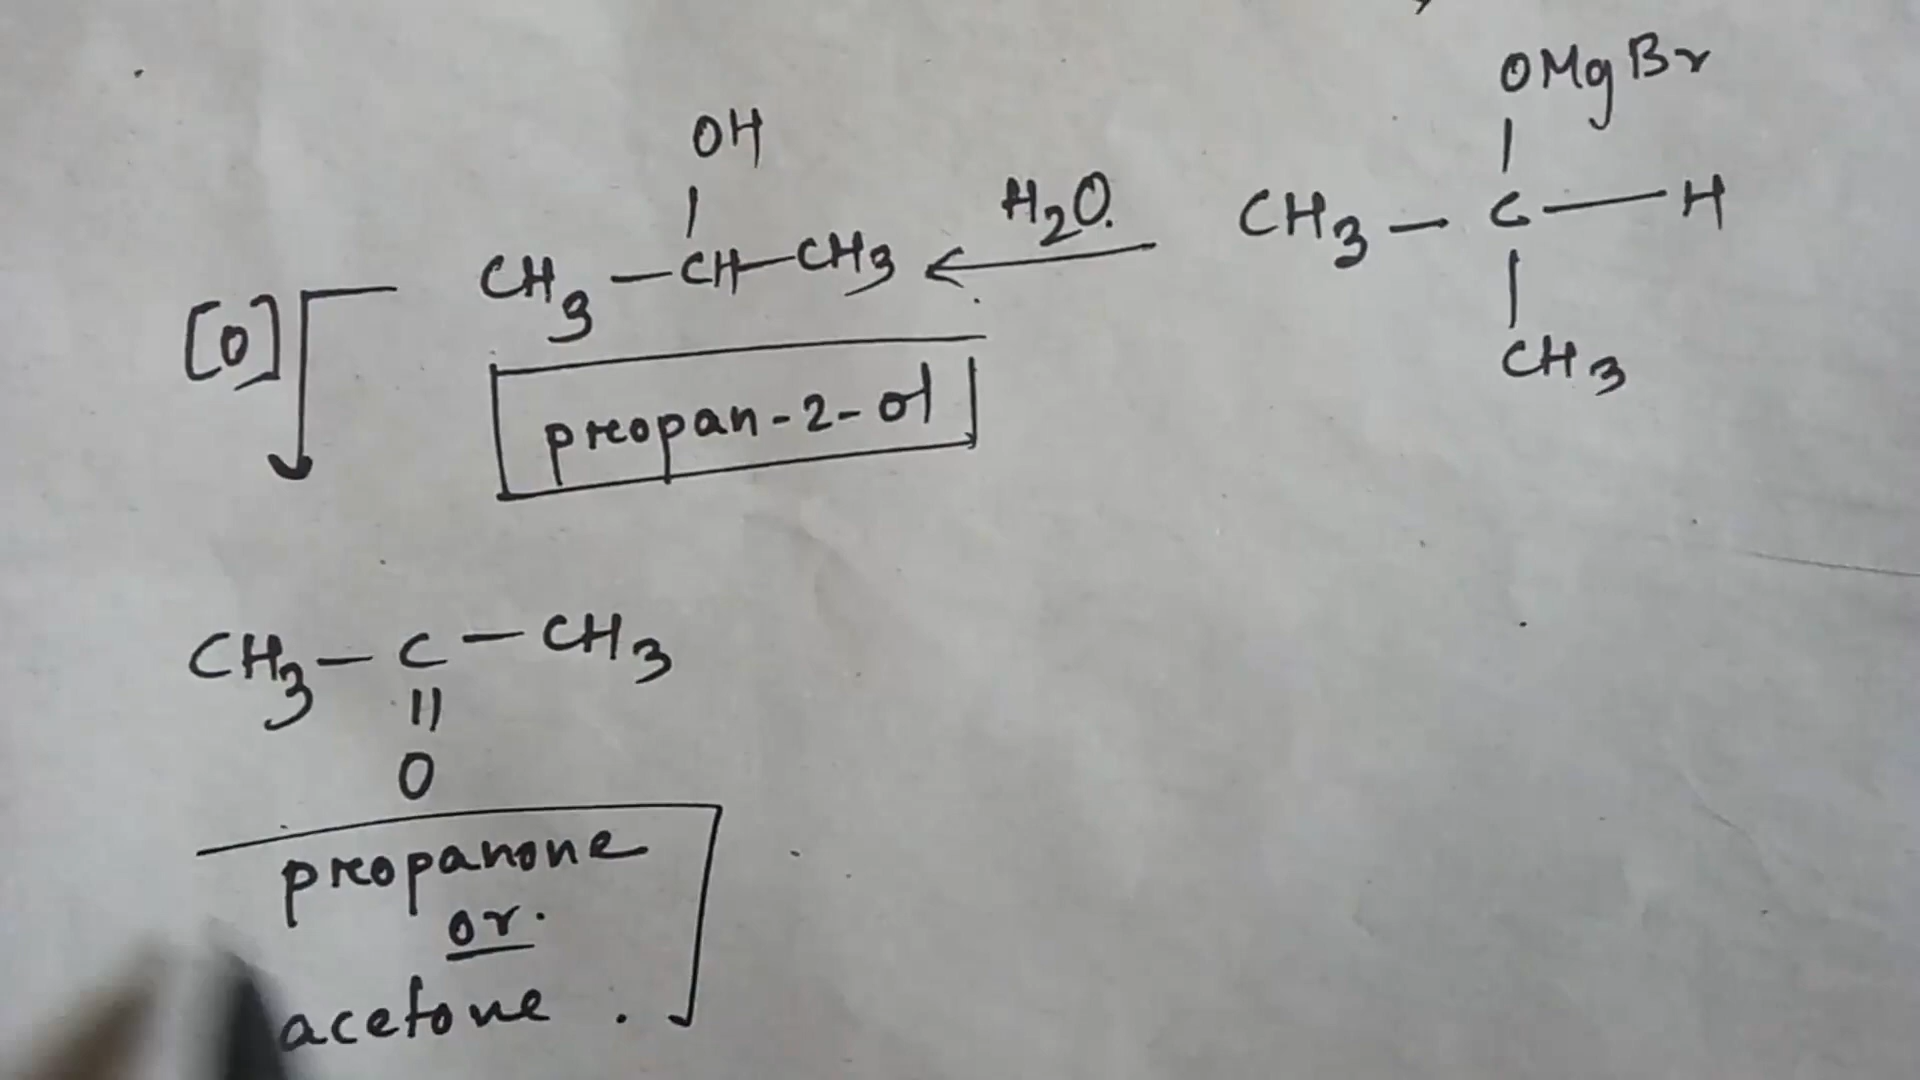 OMgBr
|
CH3 — C — H
|
CH3
H2O.
←
OH
|
CH3 — CH — CH3
propan-2-ol
[O]
CH3 — C — CH3
||
O
propanone
or.
acetone.